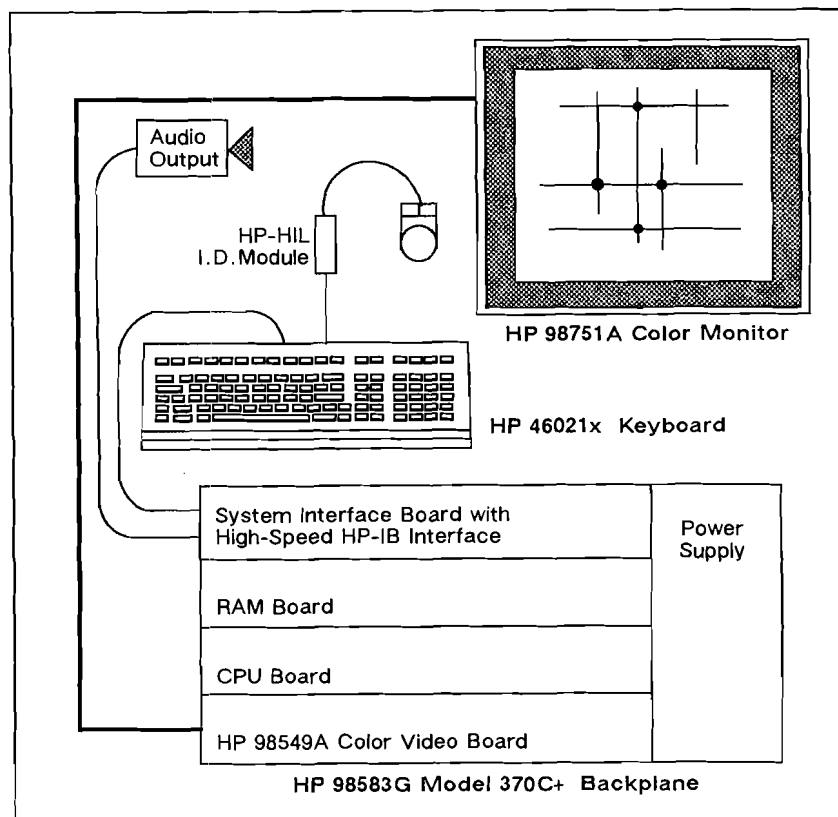 Audio
Output
HP-HIL
I.D.Module
HP 98751A Color Monitor
HP 46021x Keyboard
System Interface Board with
High-Speed HP-IB Interface
Power
Supply
RAM Board
CPU Board
HP 98549A Color Video Board
HP 98583G Model 370C+ Backplane